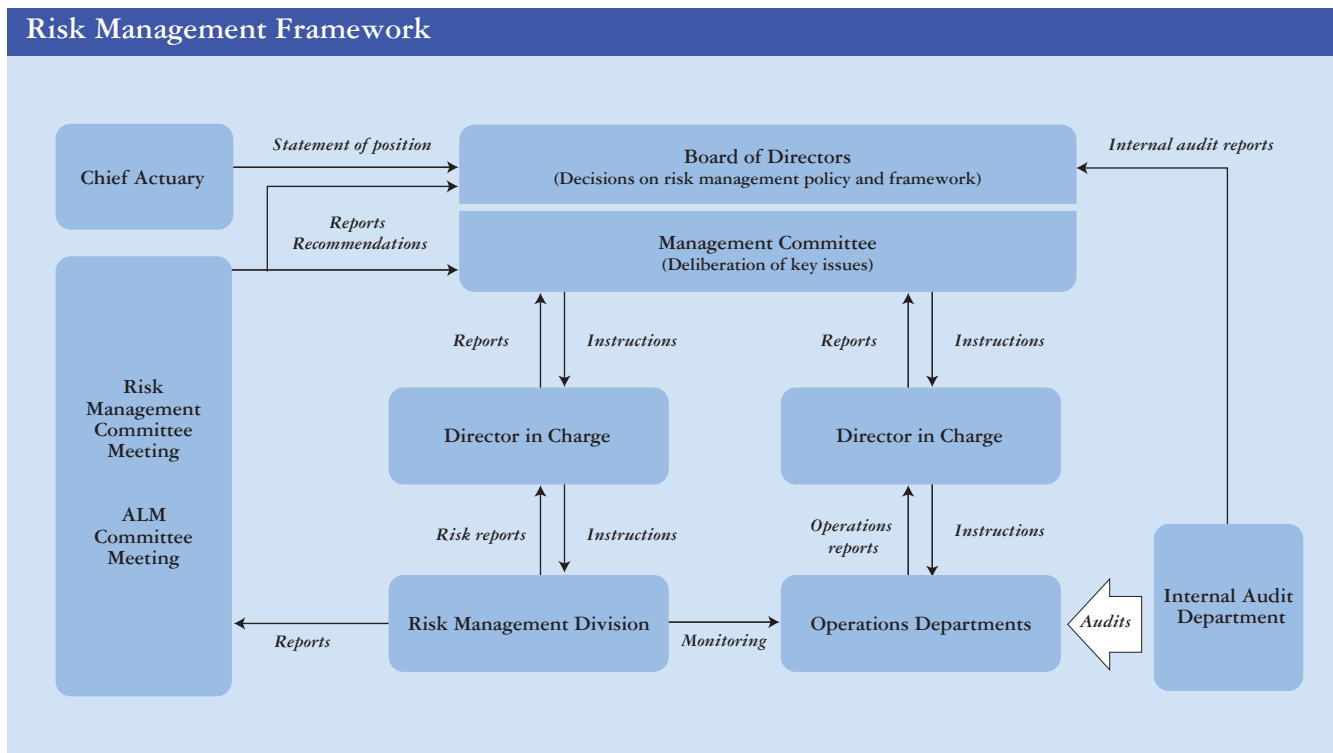 Risk Management Framework
Chief Actuary
Statement of position
Board of Directors
(Decisions on risk management policy and framework)
Internal audit reports
Reports
Recommendations
Management Committee
(Deliberation of key issues)
Reports
Instructions
Reports
Instructions
Risk
Management
Committee
Meeting
ALM
Committee
Meeting
Director in Charge
Director in Charge
Risk reports
Instructions
Operations
reports
Instructions
Risk Management Division
Operations Departments
Audits
Internal Audit
Department
Reports
Monitoring